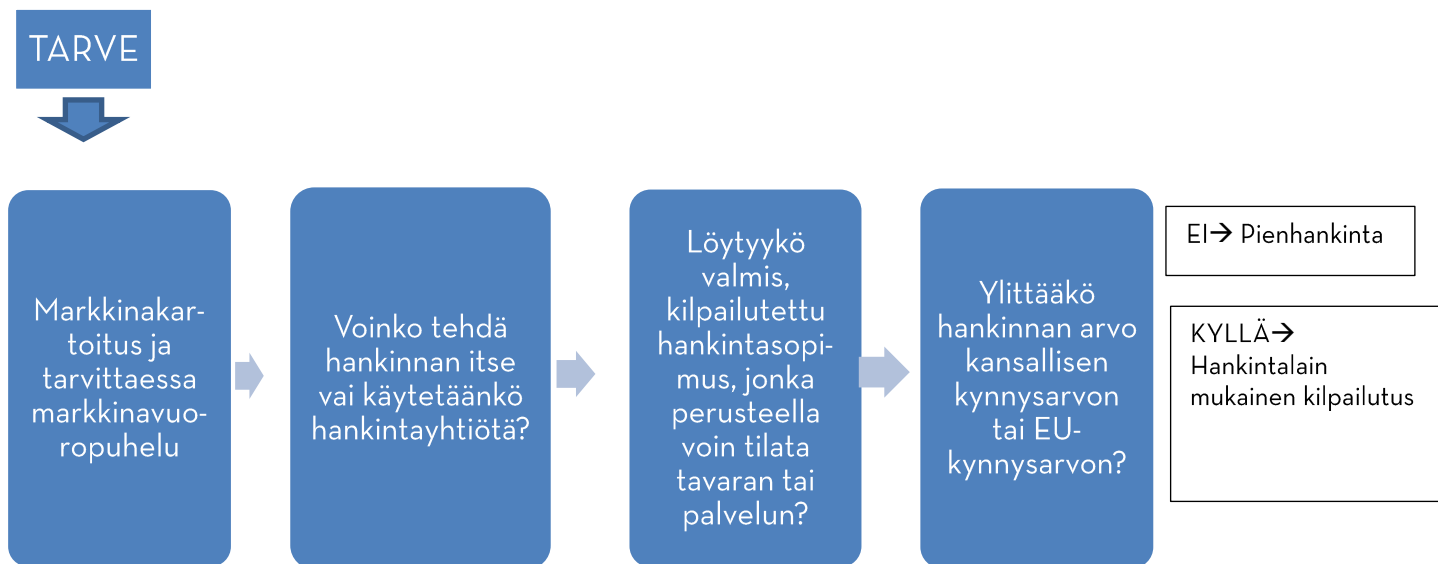 TARVE
Markkinakar-
toitus ja
tarvittaessa
markkinavuo-
ropuhelu
Voinko tehdä
hankinnan itse
vai käytetäänkö
hankintayhtiötä?
Löytyykö
valmis,
kilpailutettu
hankintasopi-
mus, jonka
perusteella
voin tilata
tavaran tai
palvelun?
Ylittääkö
hankinnan arvo
kansallisen
kynnysarvon
tai EU-
kynnysarvon?
EI→ Pienhankinta
KYLLÄ→
Hankintalain
mukainen kilpailutus